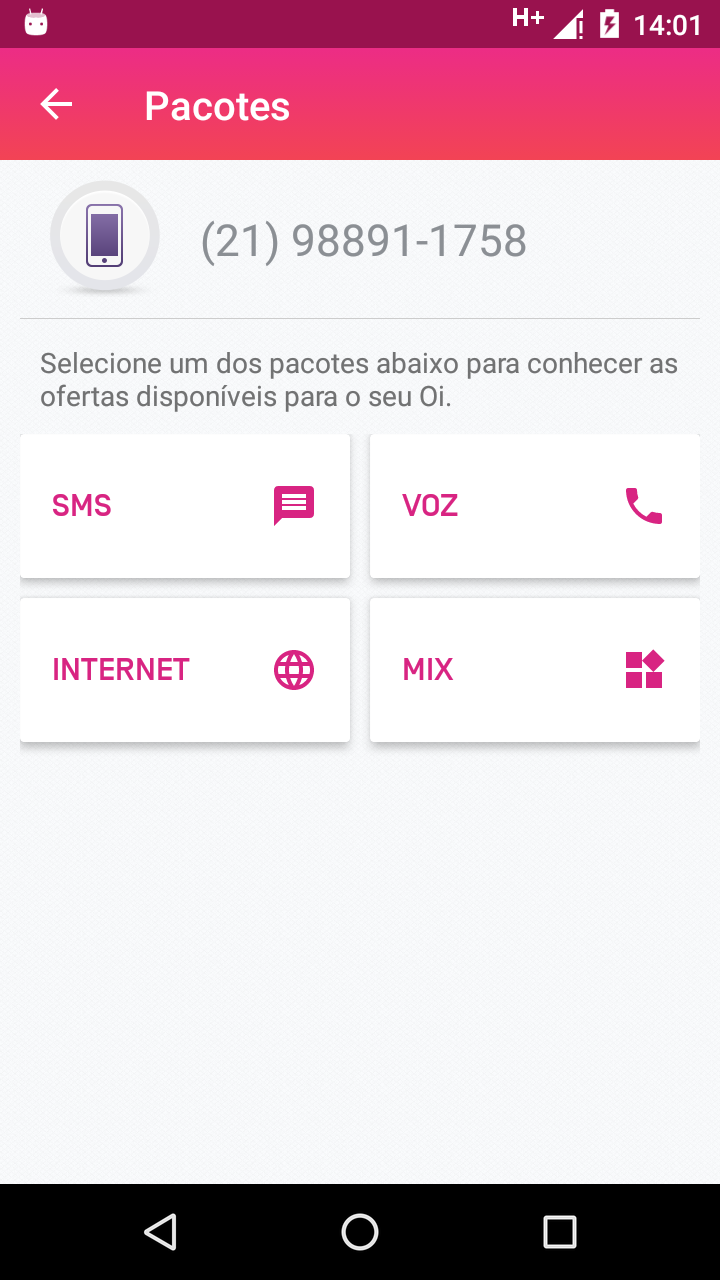 H+ 14:01
Pacotes
(21) 98891-1758
Selecione um dos pacotes abaixo para conhecer as
ofertas disponíveis para o seu Oi.
SMS
VOZ
INTERNET
MIX